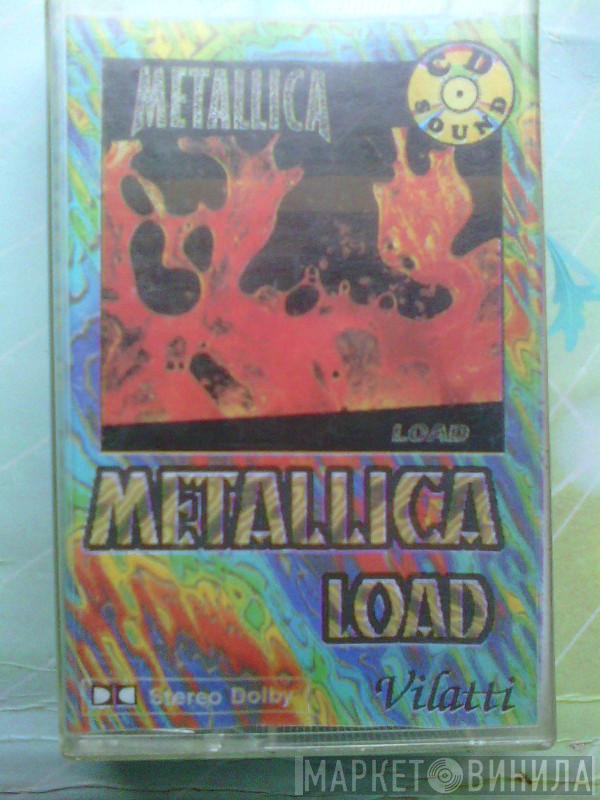 METALLICA
CD
SOUND
LOAD
METALLICA
LOAD
Stereo Dolby
Vilatti
МАРКЕТ ВИНИЛА